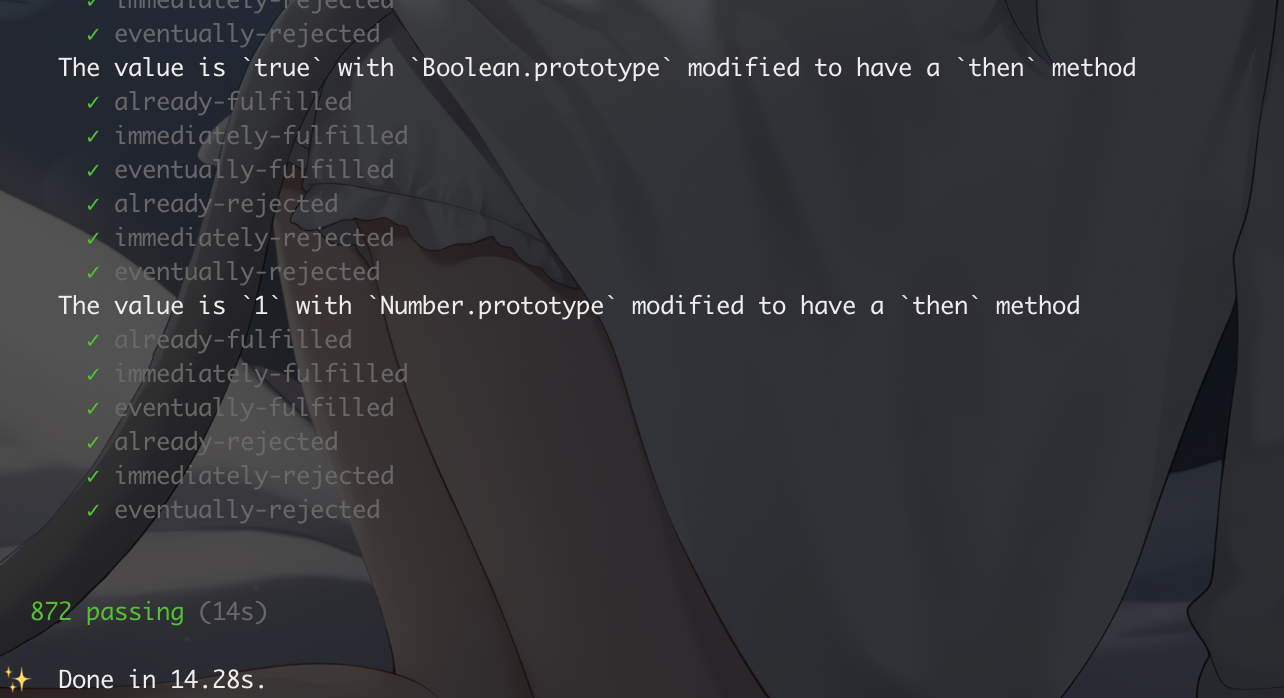 ✓ immediately-rejected
✓ eventually-rejected
The value is `true` with `Boolean.prototype` modified to have a `then` method
✓ already-fulfilled
✓ immediately-fulfilled
✓ eventually-fulfilled
✓ already-rejected
✓ immediately-rejected
✓ eventually-rejected
The value is `1` with `Number.prototype` modified to have a `then` method
✓ already-fulfilled
✓ immediately-fulfilled
✓ eventually-fulfilled
✓ already-rejected
✓ immediately-rejected
✓ eventually-rejected
872 passing (14s)
✨ Done in 14.28s.